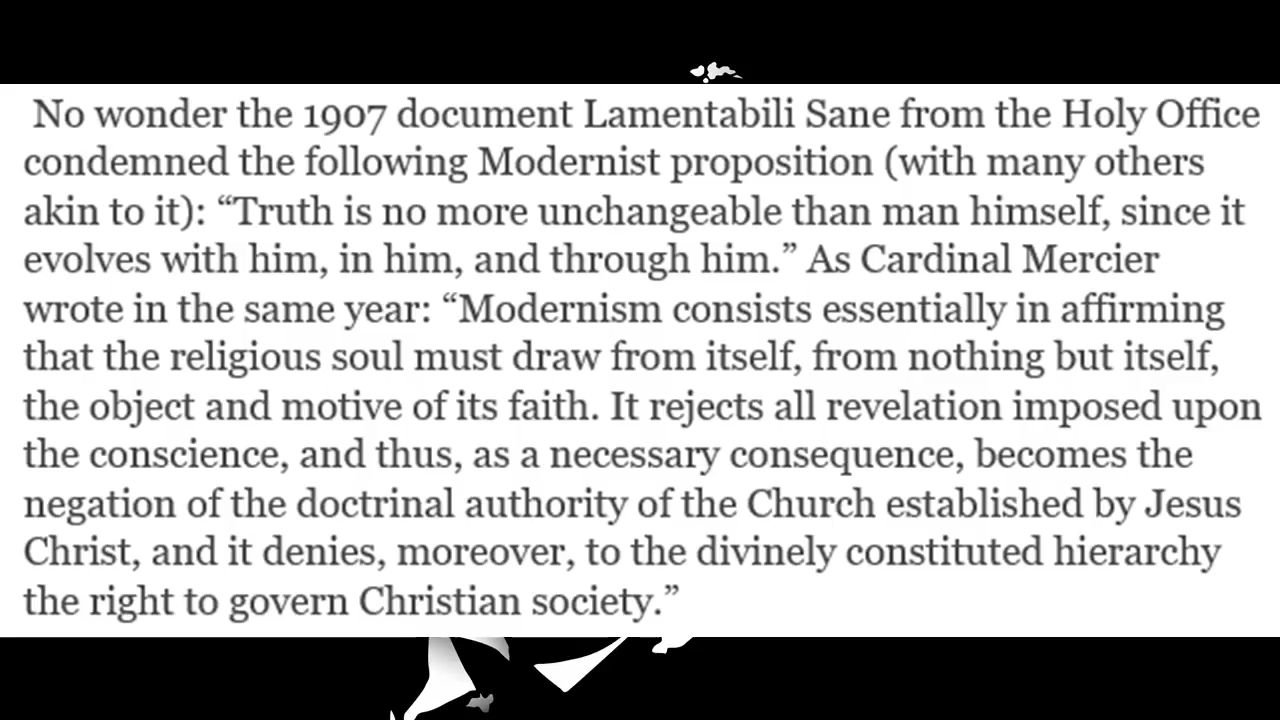 No wonder the 1907 document Lamentabili Sane from the Holy Office
condemned the following Modernist proposition (with many others
akin to it): “Truth is no more unchangeable than man himself, since it
evolves with him, in him, and through him.” As Cardinal Mercier
wrote in the same year: “Modernism consists essentially in affirming
that the religious soul must draw from itself, from nothing but itself,
the object and motive of its faith. It rejects all revelation imposed upon
the conscience, and thus, as a necessary consequence, becomes the
negation of the doctrinal authority of the Church established by Jesus
Christ, and it denies, moreover, to the divinely constituted hierarchy
the right to govern Christian society.”